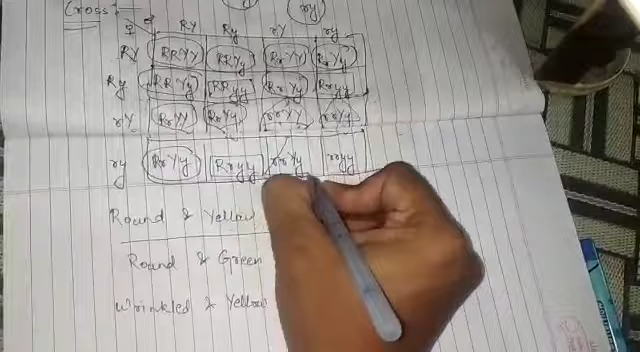 Cross:-
ry
♀ ♂ RY Ry rY ry
RY RRYY RRYy RrYY RrYy
Ry RRYy RRyy RrYy Rryy
rY RrYY RrYy rrYY rrYy
ry RrYy Rryy rrYy rryy
Round & Yellow
Round & Green
Wrinkled & Yellow